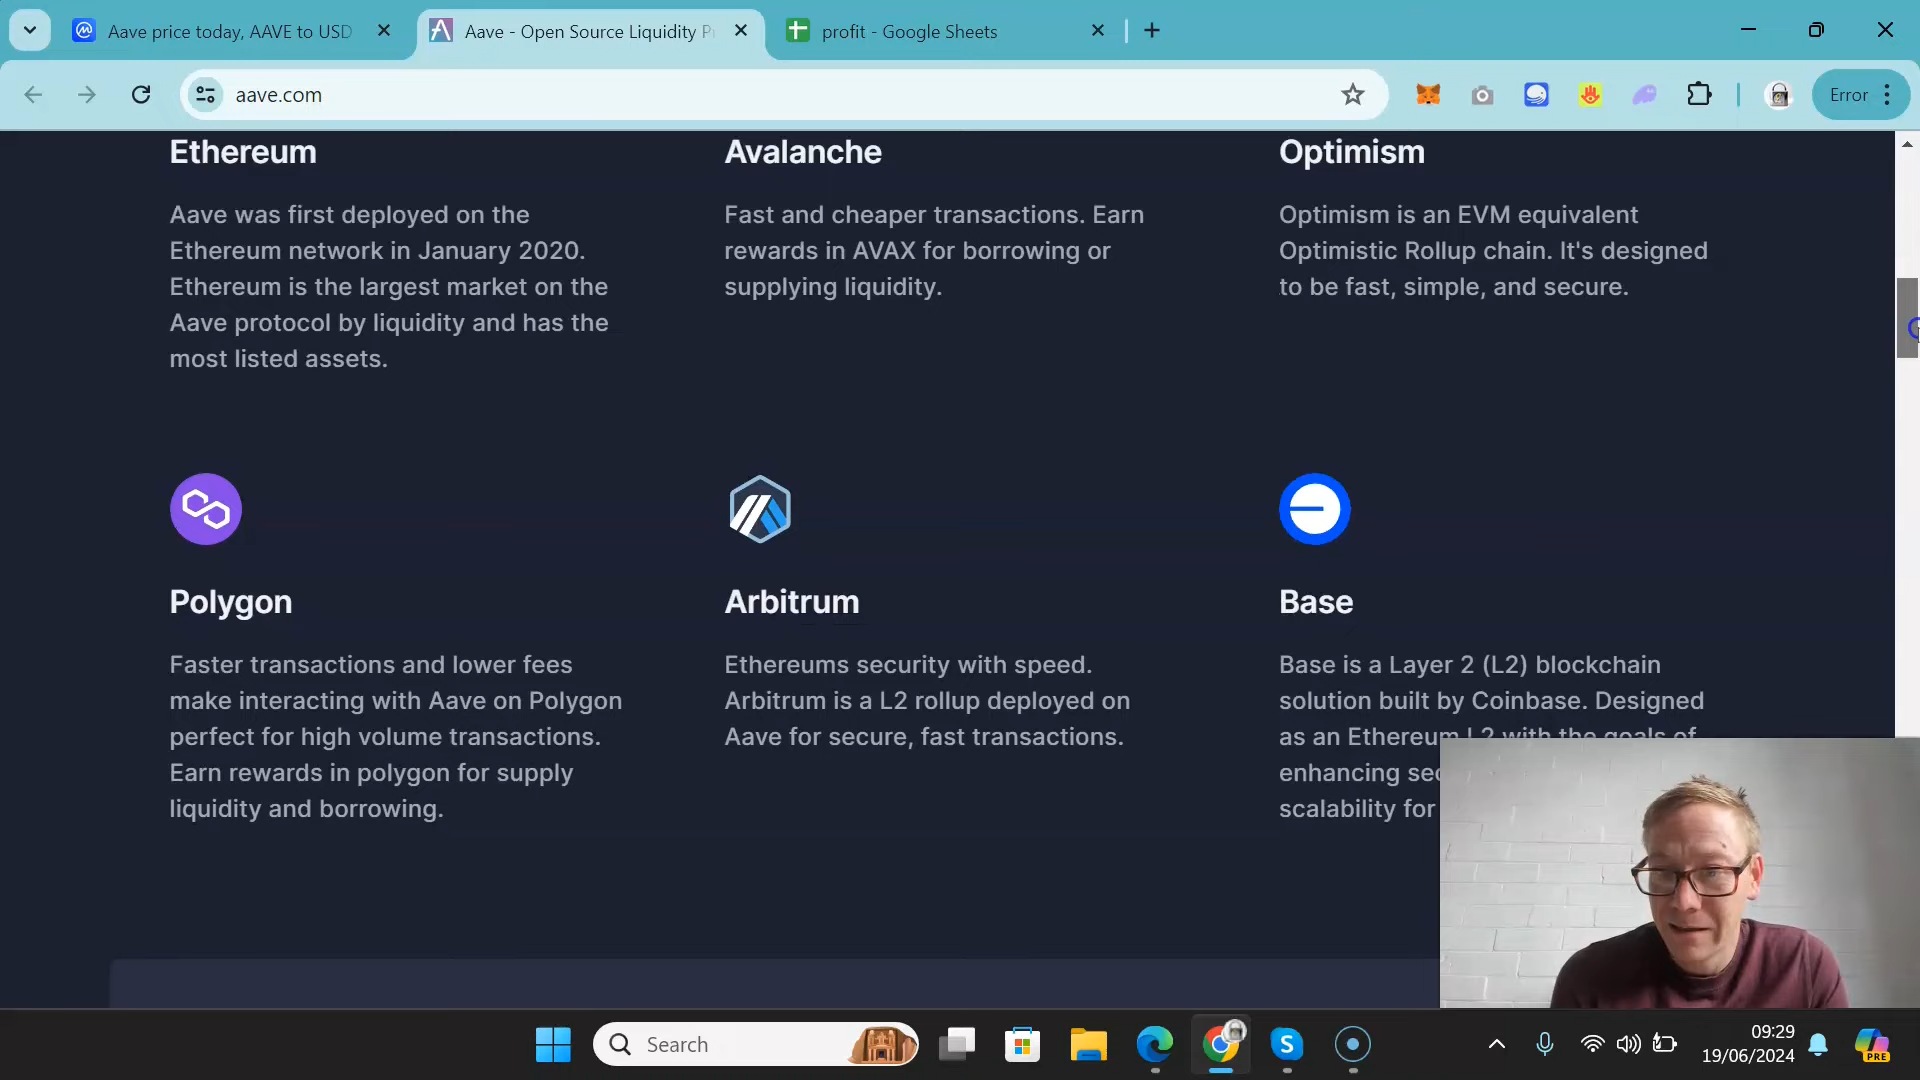 Aave price today, AAVE to USD
Aave - Open Source Liquidity P
profit - Google Sheets
aave.com
Error
Ethereum
Aave was first deployed on the
Ethereum network in January 2020.
Ethereum is the largest market on the
Aave protocol by liquidity and has the
most listed assets.
Avalanche
Fast and cheaper transactions. Earn
rewards in AVAX for borrowing or
supplying liquidity.
Optimism
Optimism is an EVM equivalent
Optimistic Rollup chain. It's designed
to be fast, simple, and secure.
Polygon
Faster transactions and lower fees
make interacting with Aave on Polygon
perfect for high volume transactions.
Earn rewards in polygon for supply
liquidity and borrowing.
Arbitrum
Ethereums security with speed.
Arbitrum is a L2 rollup deployed on
Aave for secure, fast transactions.
Base
Base is a Layer 2 (L2) blockchain
solution built by Coinbase. Designed
as an Ethereum L2 with the goals of
enhancing sec
scalability for
Search
09:29
19/06/2024
PRE